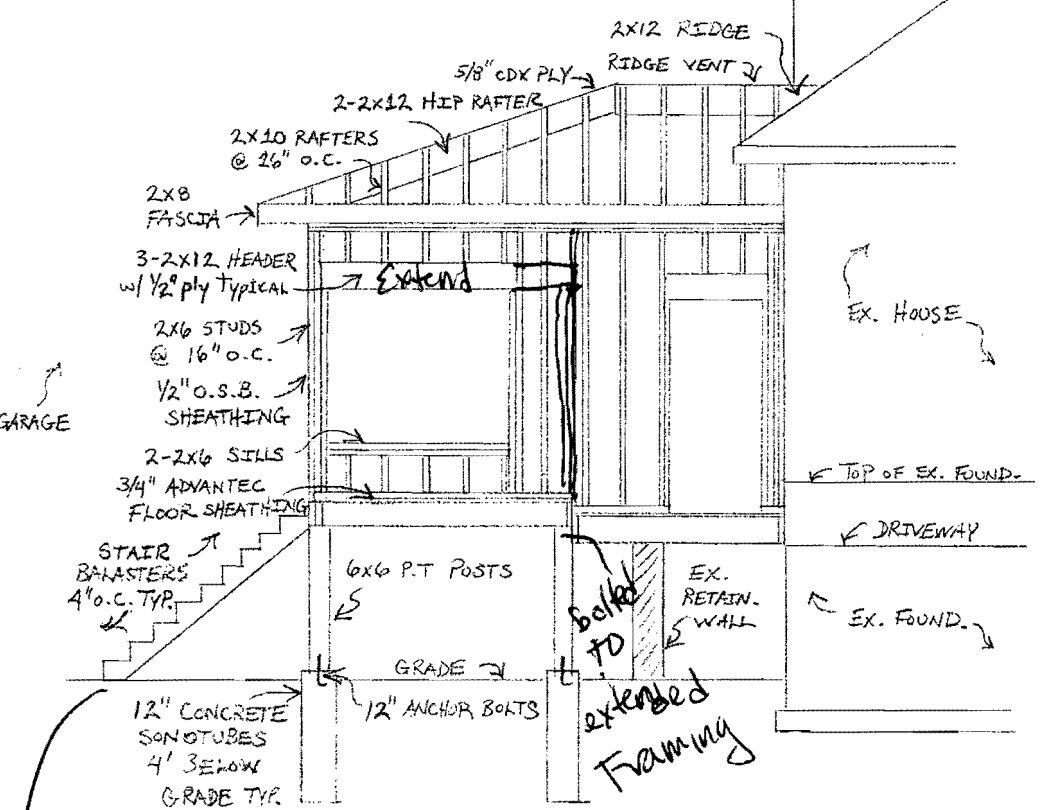 2X12 RIDGE
RIDGE VENT
5/8" CDX PLY
2-2X12 HIP RAFTER
2X10 RAFTERS
@ 16" O.C.
2X8
FASCIA
3-2X12 HEADER
w/ 1/2" ply TYPICAL
Extend
2X6 STUDS
@ 16" O.C.
1/2" O.S.B.
SHEATHING
EX. HOUSE
GARAGE
2-2X6 SILLS
3/4" ADVANTEC
FLOOR SHEATHING
TOP OF EX. FOUND.
DRIVEWAY
STAIR
BALASTERS
4" O.C. TYP.
6X6 P.T POSTS
EX.
RETAIN.
WALL
EX. FOUND.
bolted
to
extended
Framing
GRADE
12" ANCHOR BOLTS
12" CONCRETE
SONOTUBES
4' BELOW
GRADE TYP.